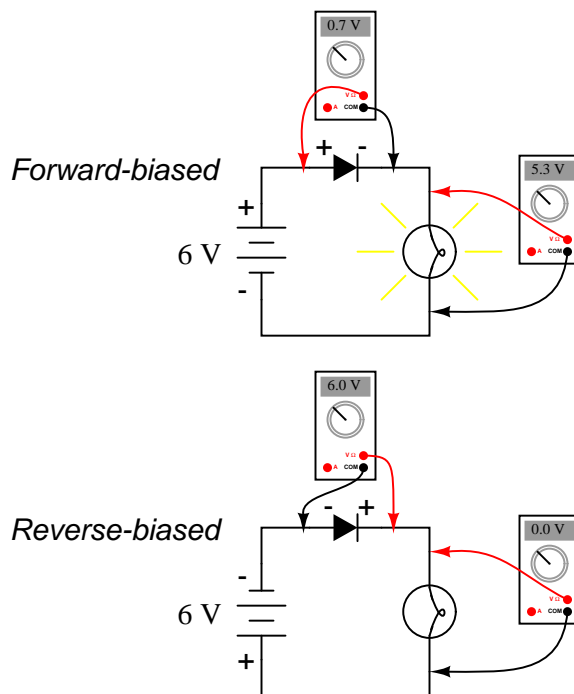 0.7 V
V Ω
A COM
+ -
Forward-biased
5.3 V
+
6 V
V Ω
A COM
-
6.0 V
V Ω
A COM
- +
Reverse-biased
0.0 V
-
6 V
V Ω
A COM
+